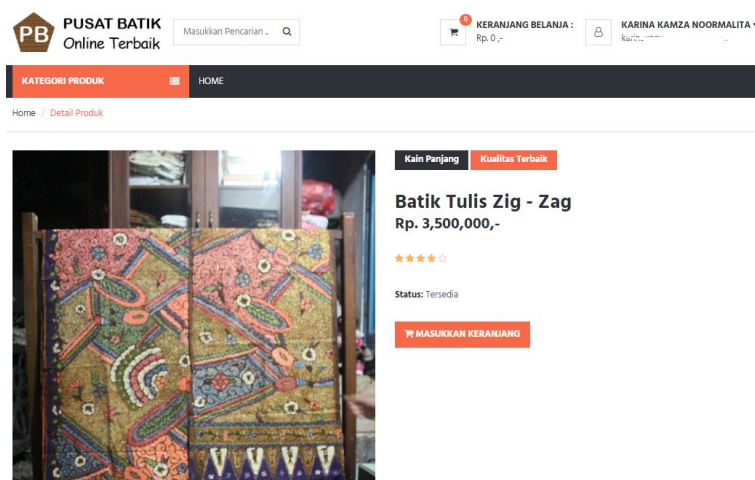 PB
PUSAT BATIK
Online Terbaik
Masukkan Pencarian ..
0
KERANJANG BELANJA :
Rp. 0 ,-
KARINA KAMZA NOORMALITA
KATEGORI PRODUK
HOME
Home / Detail Produk
Kain Panjang
Kualitas Terbaik
Batik Tulis Zig - Zag
Rp. 3,500,000,-
Status: Tersedia
MASUKKAN KERANJANG